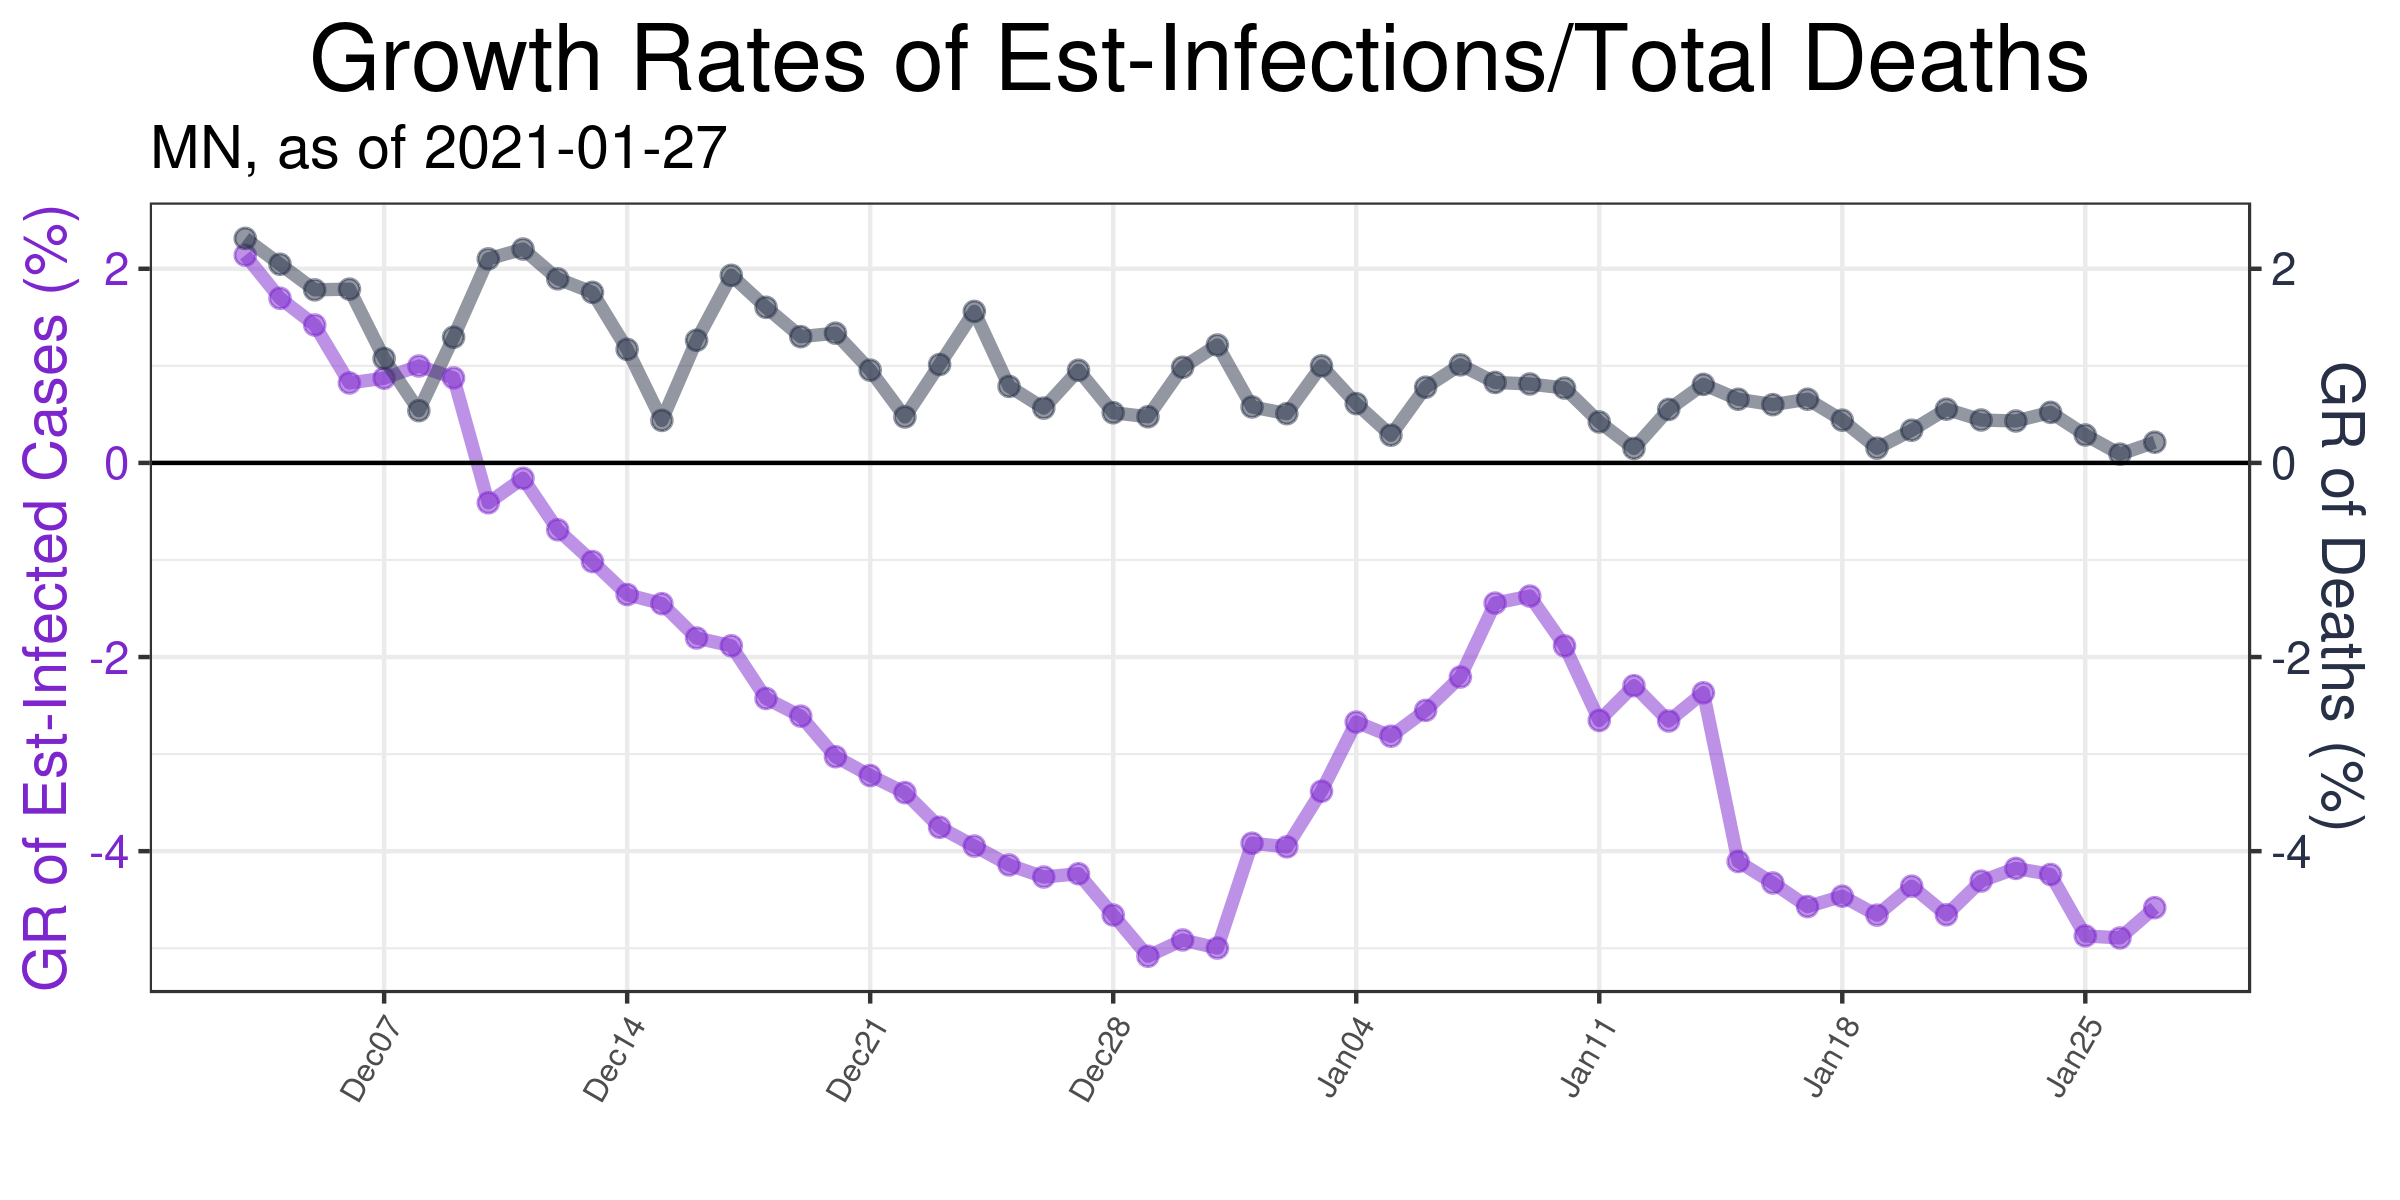 Growth Rates of Est-Infections/Total Deaths
MN, as of 2021-01-27
GR of Est-Infected Cases (%)
2
0
-2
-4
2
0
-2
-4
GR of Deaths (%)
Dec07
Dec14
Dec21
Dec28
Jan04
Jan11
Jan18
Jan25